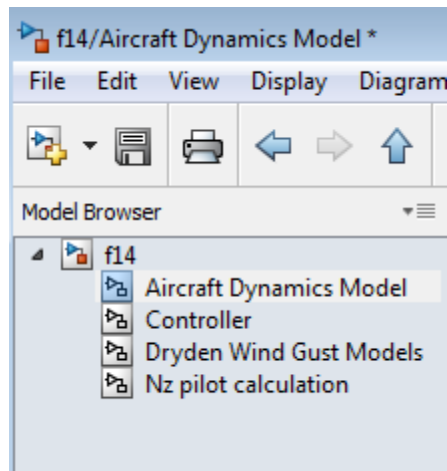 f14/Aircraft Dynamics Model *
File Edit View Display Diagram
Model Browser
f14
Aircraft Dynamics Model
Controller
Dryden Wind Gust Models
Nz pilot calculation